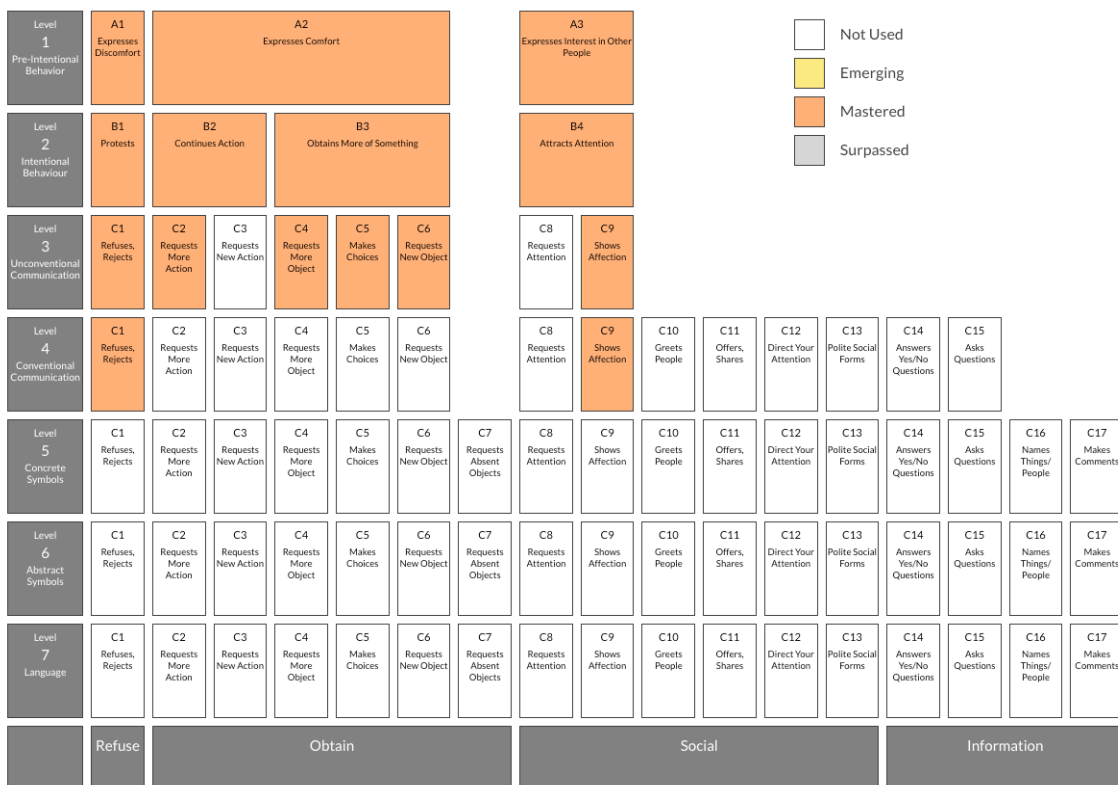 Level
1
Pre-Intentional
Behavior
A1
Expresses
Discomfort
A2
Expresses Comfort
A3
Expresses Interest in Other
People
Not Used
Emerging
Mastered
Surpassed
Level
2
Intentional
Behaviour
B1
Protests
B2
Continues Action
B3
Obtains More of Something
B4
Attracts Attention
Level
3
Unconventional
Communication
C1
Refuses,
Rejects
C2
Requests
More
Action
C3
Requests
New Action
C4
Requests
More
Object
C5
Makes
Choices
C6
Requests
New Object
C8
Requests
Attention
C9
Shows
Affection
Level
4
Conventional
Communication
C1
Refuses,
Rejects
C2
Requests
More
Action
C3
Requests
New Action
C4
Requests
More
Object
C5
Makes
Choices
C6
Requests
New Object
C8
Requests
Attention
C9
Shows
Affection
C10
Greets
People
C11
Offers,
Shares
C12
Direct Your
Attention
C13
Polite Social
Forms
C14
Answers
Yes/No
Questions
C15
Asks
Questions
Level
5
Concrete
Symbols
C1
Refuses,
Rejects
C2
Requests
More
Action
C3
Requests
New Action
C4
Requests
More
Object
C5
Makes
Choices
C6
Requests
New Object
C7
Requests
Absent
Objects
C8
Requests
Attention
C9
Shows
Affection
C10
Greets
People
C11
Offers,
Shares
C12
Direct Your
Attention
C13
Polite Social
Forms
C14
Answers
Yes/No
Questions
C15
Asks
Questions
C16
Names
Things/
People
C17
Makes
Comments
Level
6
Abstract
Symbols
C1
Refuses,
Rejects
C2
Requests
More
Action
C3
Requests
New Action
C4
Requests
More
Object
C5
Makes
Choices
C6
Requests
New Object
C7
Requests
Absent
Objects
C8
Requests
Attention
C9
Shows
Affection
C10
Greets
People
C11
Offers,
Shares
C12
Direct Your
Attention
C13
Polite Social
Forms
C14
Answers
Yes/No
Questions
C15
Asks
Questions
C16
Names
Things/
People
C17
Makes
Comments
Level
7
Language
C1
Refuses,
Rejects
C2
Requests
More
Action
C3
Requests
New Action
C4
Requests
More
Object
C5
Makes
Choices
C6
Requests
New Object
C7
Requests
Absent
Objects
C8
Requests
Attention
C9
Shows
Affection
C10
Greets
People
C11
Offers,
Shares
C12
Direct Your
Attention
C13
Polite Social
Forms
C14
Answers
Yes/No
Questions
C15
Asks
Questions
C16
Names
Things/
People
C17
Makes
Comments
Refuse
Obtain
Social
Information